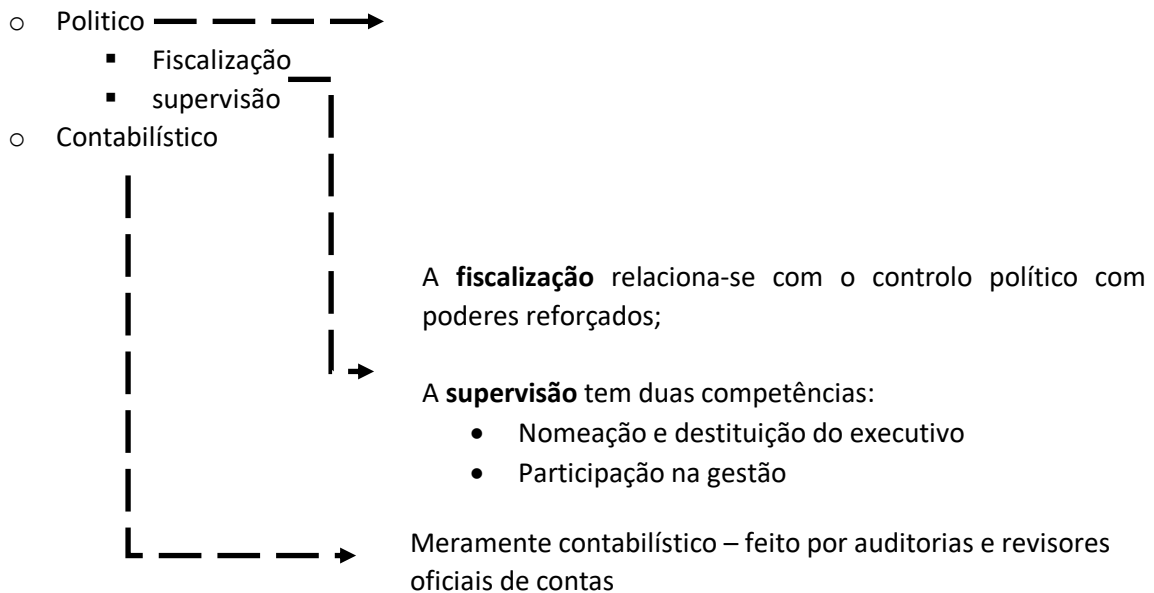 o Politico
▪ Fiscalização
▪ supervisão
o Contabilístico
A fiscalização relaciona-se com o controlo político com
poderes reforçados;
A supervisão tem duas competências:
• Nomeação e destituição do executivo
• Participação na gestão
Meramente contabilístico – feito por auditorias e revisores
oficiais de contas